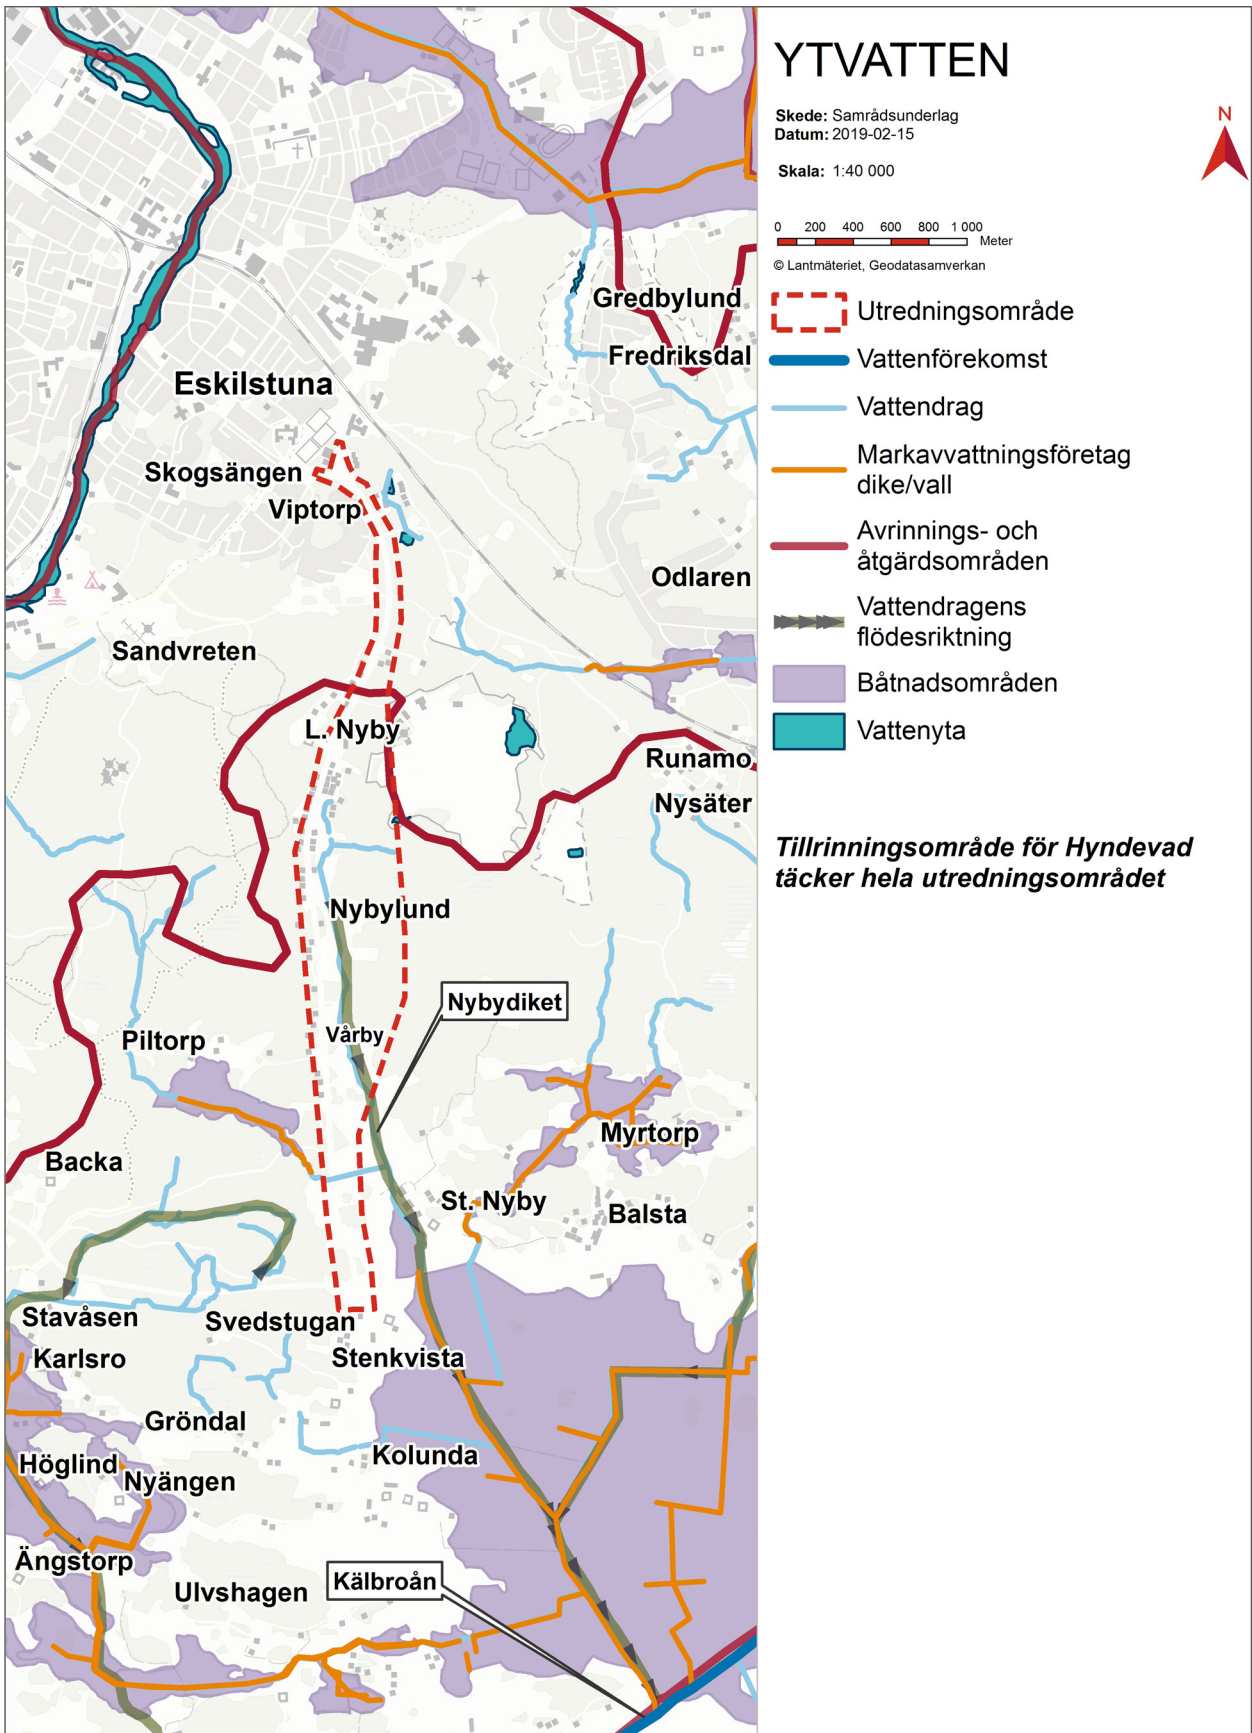 YTVATTEN
Skede: Samrådsunderlag
Datum: 2019-02-15
Skala: 1:40 000
N
0 200 400 600 800 1 000
Meter
© Lantmäteriet, Geodatasamverkan
Utredningsområde
Vattenförekomst
Vattendrag
Markavvattningsföretag
dike/vall
Avrinnings- och
åtgärdsområden
Vattendragens
flödesriktning
Båtnadsområden
Vattenyta
Tillrinningsområde för Hyndevad
täcker hela utredningsområdet
Gredbylund
Fredriksdal
Eskilstuna
Skogsängen
Viptorp
Odlaren
Sandvreten
L. Nyby
Runamo
Nysäter
Nybylund
Nybydiket
Vårby
Piltorp
Myrtorp
Backa
St. Nyby
Balsta
Stavåsen
Svedstugan
Karlsro
Stenkvista
Gröndal
Kolunda
Höglind
Nyängen
Ängstorp
Kälbroån
Ulvshagen